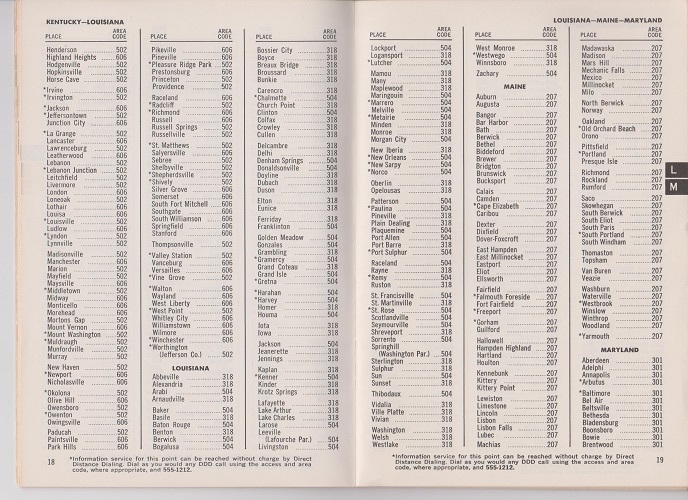 KENTUCKY—LOUISIANA
PLACE AREA CODE
Henderson 502
Highland Heights 606
Hodgenville 502
Hopkinsville 502
Horse Cave 502
*Irvine 606
*Irvington 502
*Jackson 606
*Jeffersontown 502
Junction City 606
*La Grange 502
Lancaster 606
Lawrenceburg 502
Leatherwood 606
Lebanon 502
*Lebanon Junction 502
Leitchfield 502
Livermore 502
London 606
Loneoak 502
Lothair 606
Louisa 606
*Louisville 502
Ludlow 606
*Lyndon 502
Lynnville 502
Madisonville 502
Manchester 606
Marion 502
Mayfield 502
Maysville 606
*Middletown 502
Midway 606
Monticello 606
Morehead 606
Mortons Gap 502
Mount Vernon 606
*Mount Washington 502
*Muldraugh 502
Munfordville 502
Murray 502
New Haven 502
*Newport 606
Nicholasville 606
*Okolona 502
Olive Hill 606
Owensboro 502
*Owenton 502
Owingsville 606
Paducah 502
Paintsville 606
Park Hills 606
PLACE AREA CODE
Pikeville 606
Pineville 606
*Pleasure Ridge Park 502
Prestonsburg 606
Princeton 502
Providence 502
Raceland 606
*Radcliff 502
*Richmond 606
Russell 606
Russell Springs 502
Russellville 502
*St. Matthews 502
Salyersville 606
Sebree 502
Shelbyville 502
*Shepherdsville 502
*Shively 502
Silver Grove 606
Somerset 606
South Fort Mitchell 606
Southgate 606
South Williamson 606
Springfield 606
Stanford 606
Thompsonville 502
*Valley Station 502
Vanceburg 606
Versailles 606
*Vine Grove 502
*Walton 606
Wayland 606
West Liberty 606
*West Point 502
Whitley City 606
Williamstown 606
Wilmore 606
*Winchester 606
*Worthington
(Jefferson Co.) 502
LOUISIANA
Abbeville 318
Alexandria 318
Arabi 504
Arnaudville 318
Baker 504
Basile 318
Baton Rouge 504
Benton 318
Berwick 504
Bogalusa 504
PLACE AREA CODE
Bossier City 318
Boyce 318
Breaux Bridge 318
Broussard 318
Bunkie 318
Carencro 318
*Chalmette 504
Church Point 318
Clinton 504
Colfax 318
Crowley 318
Cullen 318
Delcambre 318
Delhi 318
Denham Springs 504
Donaldsonville 504
Doyline 318
Dubach 318
Duson 318
Elton 318
Eunice 318
Ferriday 318
Franklinton 504
Golden Meadow 504
Gonzales 504
Grambling 318
*Gramercy 504
Grand Coteau 318
Grand Isle 504
*Gretna 504
*Harahan 504
*Harvey 504
Homer 318
Houma 504
Iota 318
Iowa 318
Jackson 504
Jeanerette 318
Jennings 318
Kaplan 318
*Kenner 504
Kinder 318
Krotz Springs 318
Lafayette 318
Lake Arthur 318
Lake Charles 318
Larose 504
Leeville
(Lafourche Par.) 504
Livingston 504
18
*Information service for this point can be reached without charge by Direct
Distance Dialing. Dial as you would any DDD call using the access and area
code, where appropriate, and 555-1212.
LOUISIANA—MAINE—MARYLAND
PLACE AREA CODE
Lockport 504
Logansport 318
*Lutcher 504
Mamou 318
Many 318
Maplewood 318
Maringouin 504
*Marrero 504
Melville 318
*Metairie 504
Minden 318
Monroe 318
Morgan City 504
New Iberia 318
*New Orleans 504
*New Sarpy 504
*Norco 504
Oberlin 318
Opelousas 318
Patterson 504
*Paulina 504
Pineville 318
Plain Dealing 318
Plaquemine 504
Port Allen 504
Port Barre 318
*Port Sulphur 504
Raceland 504
Rayne 318
*Remy 504
Ruston 318
St. Francisville 504
St. Martinville 318
*St. Rose 504
Scotlandville 504
Seymourville 504
Shreveport 318
Sorrento 504
Springhill
(Washington Par.) 504
Sterlington 318
Sulphur 318
Sun 504
Sunset 318
Thibodaux 504
Vidalia 318
Ville Platte 318
Vivian 318
Washington 318
Welsh 318
Westlake 318
PLACE AREA CODE
West Monroe 318
*Westwego 504
Winnsboro 318
Zachary 504
MAINE
Auburn 207
Augusta 207
Bangor 207
Bar Harbor 207
Bath 207
Berwick 207
Bethel 207
Biddeford 207
Brewer 207
Bridgton 207
Brunswick 207
Bucksport 207
Calais 207
Camden 207
*Cape Elizabeth 207
Caribou 207
Dexter 207
Dixfield 207
Dover-Foxcroft 207
East Hampden 207
East Millinocket 207
Eastport 207
Eliot 207
Ellsworth 207
Fairfield 207
*Falmouth Foreside 207
Fort Fairfield 207
*Freeport 207
*Gorham 207
Guilford 207
Hallowell 207
Hampden Highland 207
Hartland 207
Houlton 207
Kennebunk 207
Kittery 207
Kittery Point 207
Lewiston 207
Limestone 207
Lincoln 207
Lisbon 207
Lisbon Falls 207
Lubec 207
Machias 207
PLACE AREA CODE
Madawaska 207
Madison 207
Mars Hill 207
Mechanic Falls 207
Mexico 207
Millinocket 207
Milo 207
North Berwick 207
Norway 207
Oakland 207
*Old Orchard Beach 207
Orono 207
Pittsfield 207
*Portland 207
Presque Isle 207
Richmond 207
Rockland 207
Rumford 207
Saco 207
Skowhegan 207
South Berwick 207
South Eliot 207
South Paris 207
*South Portland 207
South Windham 207
Thomaston 207
Topsham 207
Van Buren 207
Veazie 207
Washburn 207
Waterville 207
*Westbrook 207
Winslow 207
Winthrop 207
Woodland 207
*Yarmouth 207
MARYLAND
Aberdeen 301
Adelphi 301
Annapolis 301
*Arbutus 301
*Baltimore 301
Bel Air 301
Beltsville 301
Bethesda 301
Bladensburg 301
Boonsboro 301
Bowie 301
Brentwood 301
L
M
*Information service for this point can be reached without charge by Direct
Distance Dialing. Dial as you would any DDD call using the access and area
code, where appropriate, and 555-1212.
19